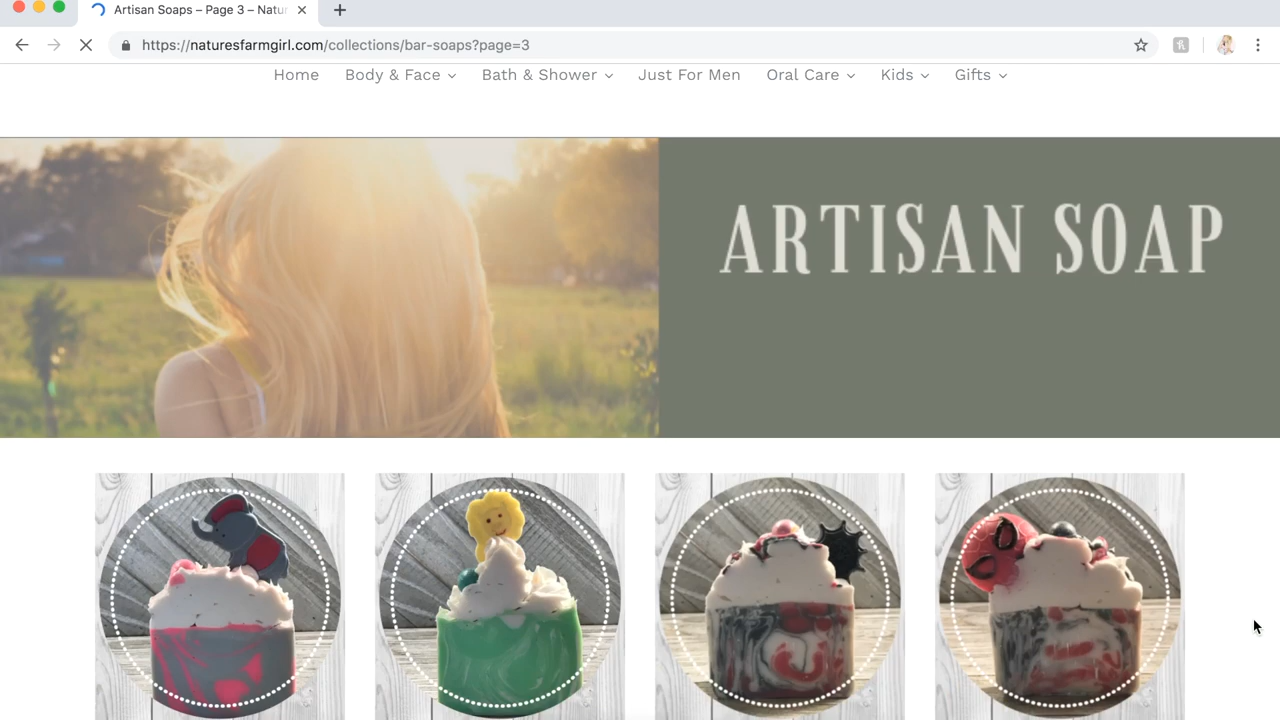 Artisan Soaps – Page 3 – Natur
https://naturesfarmgirl.com/collections/bar-soaps?page=3
Home Body & Face Bath & Shower Just For Men Oral Care Kids Gifts
ARTISAN SOAP